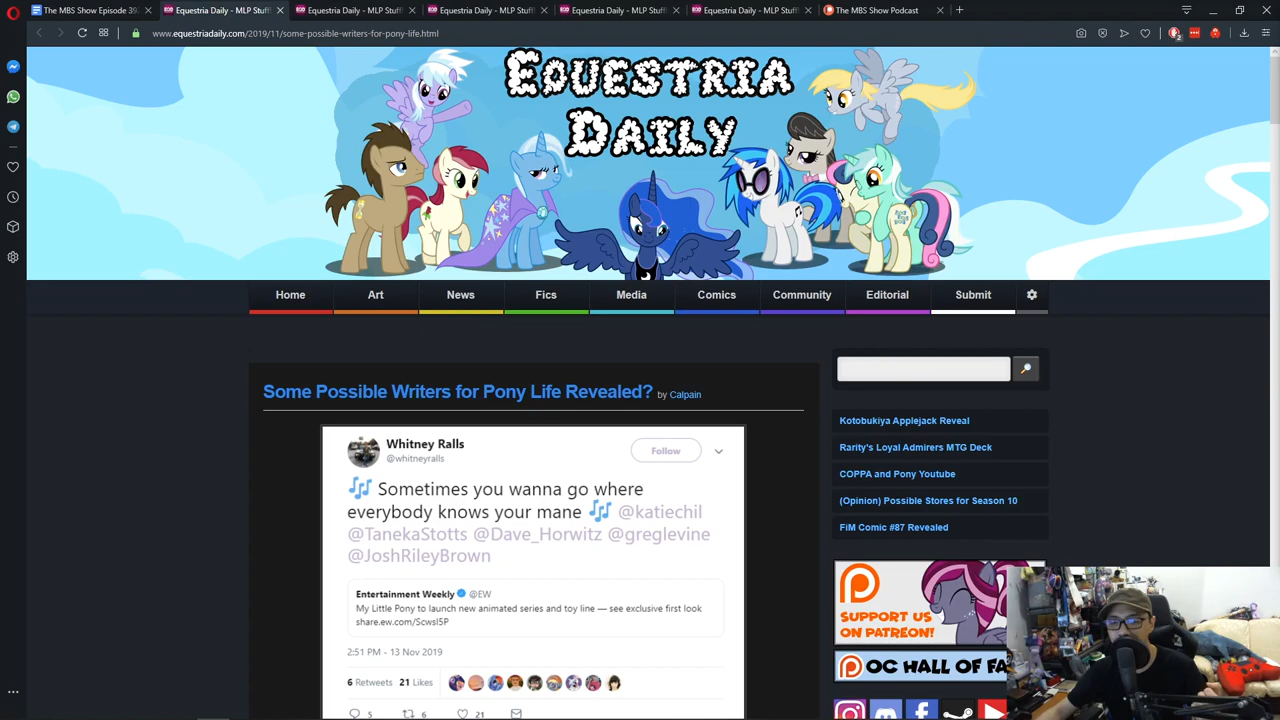 The MBS Show Episode 39
Equestria Daily - MLP Stuff!
Equestria Daily - MLP Stuff!
Equestria Daily - MLP Stuff!
Equestria Daily - MLP Stuff!
Equestria Daily - MLP Stuff!
The MBS Show Podcast
www.equestriadaily.com/2019/11/some-possible-writers-for-pony-life.html
2
EQUESTRIA
DAILY
Home
Art
News
Fics
Media
Comics
Community
Editorial
Submit
Some Possible Writers for Pony Life Revealed? by Calpain
Whitney Ralls
@whitneyralls
Follow
Sometimes you wanna go where
everybody knows your mane @katiechil
@TanekaStotts @Dave_Horwitz @greglevine
@JoshRileyBrown
Entertainment Weekly @EW
My Little Pony to launch new animated series and toy line — see exclusive first look
share.ew.com/ScwsI5P
2:51 PM - 13 Nov 2019
6 Retweets 21 Likes
5 6 21
Kotobukiya Applejack Reveal
Rarity's Loyal Admirers MTG Deck
COPPA and Pony Youtube
(Opinion) Possible Stores for Season 10
FiM Comic #87 Revealed
SUPPORT US
ON PATREON!
OC HALL OF FA